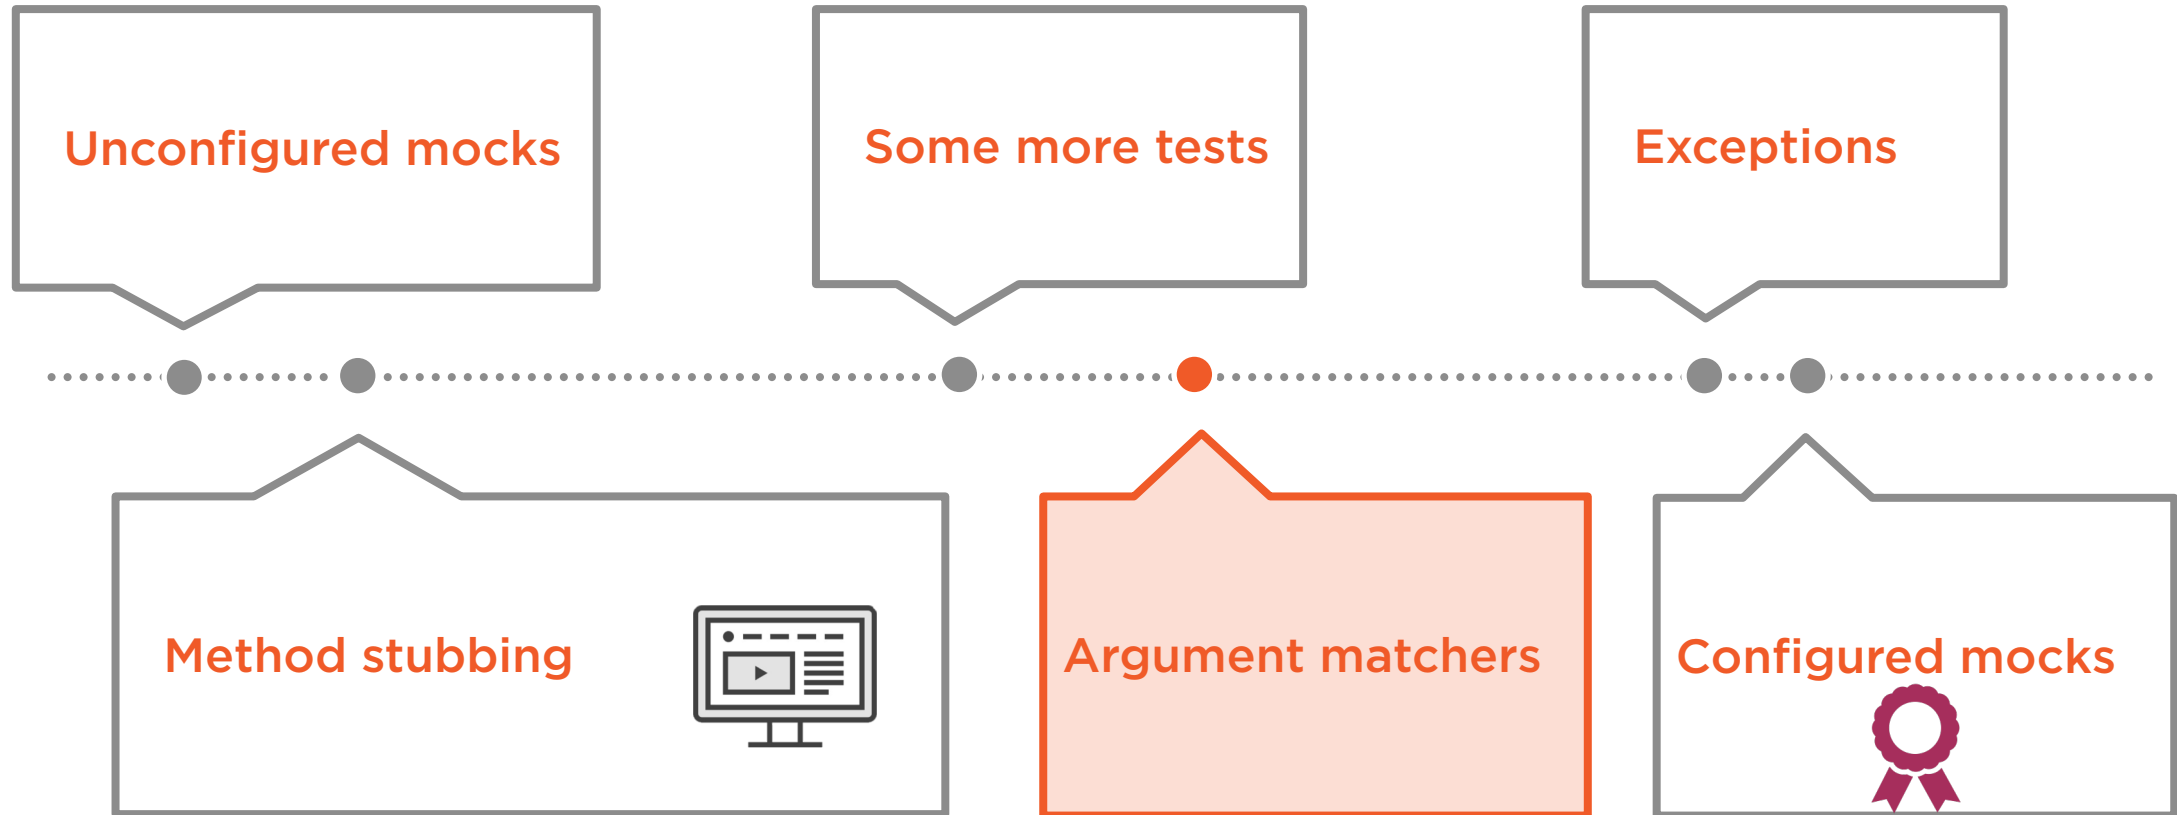 Unconfigured mocks
Some more tests
Exceptions
Method stubbing
Argument matchers
Configured mocks